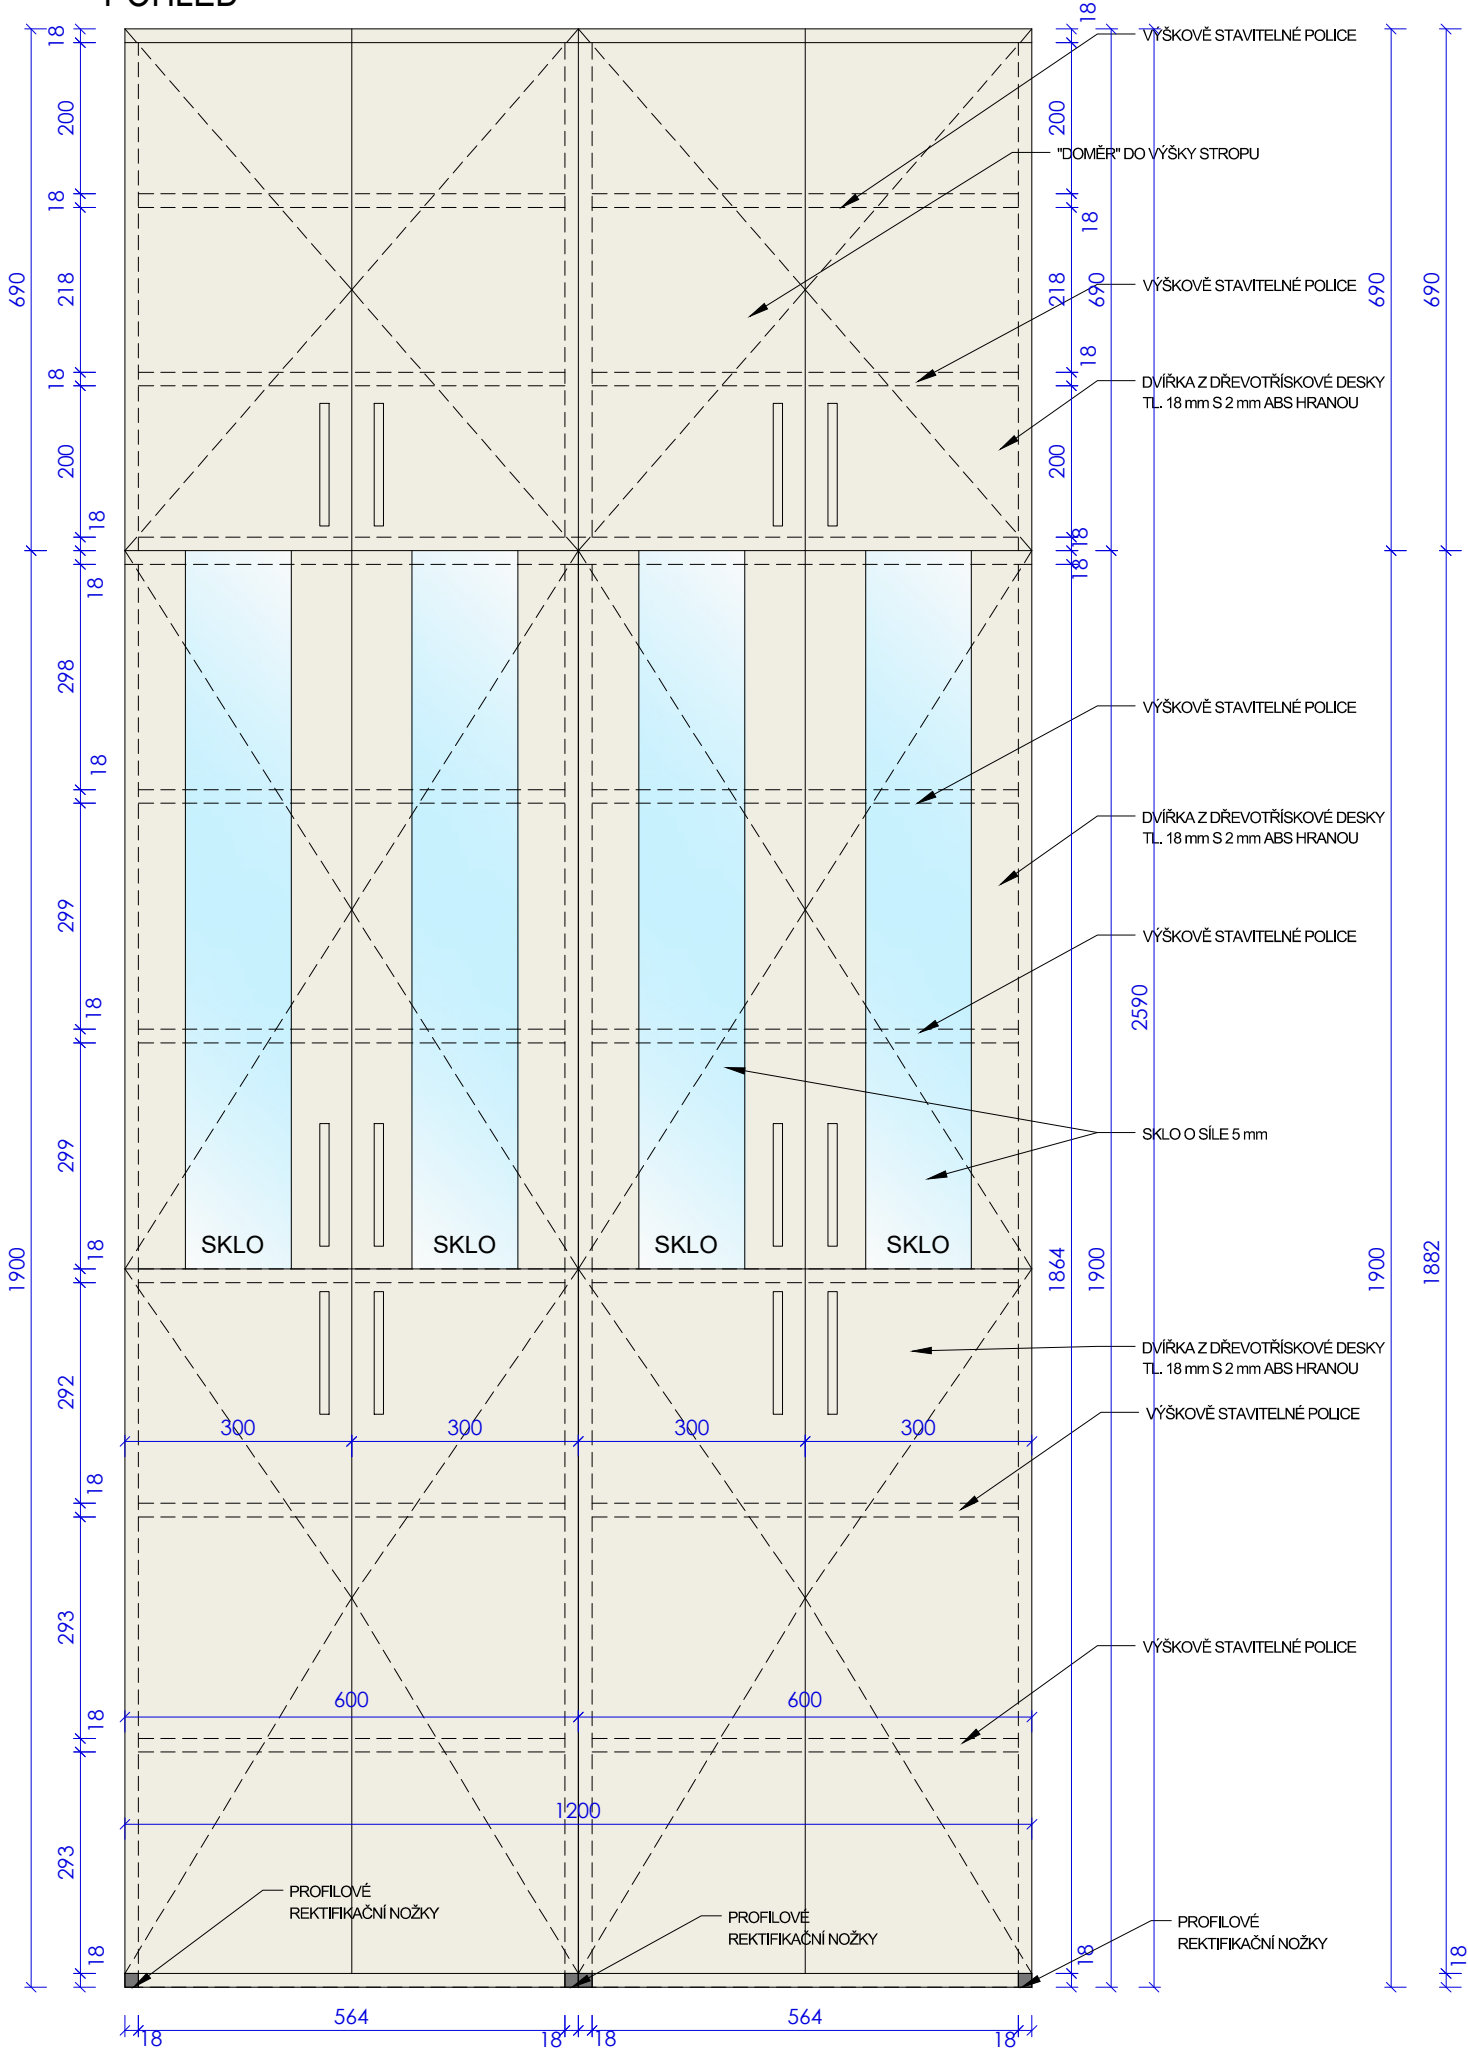 POHLED
18
200
18
218
18
200
18
690
18
298
18
299
18
299
18
292
18
293
18
293
18
1900
18
200
18
218
18
200
18
18
690
690
690
2590
1864
1900
1900
1882
18
18
VÝŠKOVĚ STAVITELNÉ POLICE
"DOMĚR" DO VÝŠKY STROPU
VÝŠKOVĚ STAVITELNÉ POLICE
DVÍŘKA Z DŘEVOTŘÍSKOVÉ DESKY
TL. 18 mm S 2 mm ABS HRANOU
VÝŠKOVĚ STAVITELNÉ POLICE
DVÍŘKA Z DŘEVOTŘÍSKOVÉ DESKY
TL. 18 mm S 2 mm ABS HRANOU
VÝŠKOVĚ STAVITELNÉ POLICE
SKLO O SÍLE 5 mm
SKLO SKLO SKLO SKLO
DVÍŘKA Z DŘEVOTŘÍSKOVÉ DESKY
TL. 18 mm S 2 mm ABS HRANOU
VÝŠKOVĚ STAVITELNÉ POLICE
300 300 300 300
VÝŠKOVĚ STAVITELNÉ POLICE
600 600
1200
PROFILOVÉ
REKTIFIKAČNÍ NOŽKY
PROFILOVÉ
REKTIFIKAČNÍ NOŽKY
PROFILOVÉ
REKTIFIKAČNÍ NOŽKY
564 564
18 18 18 18